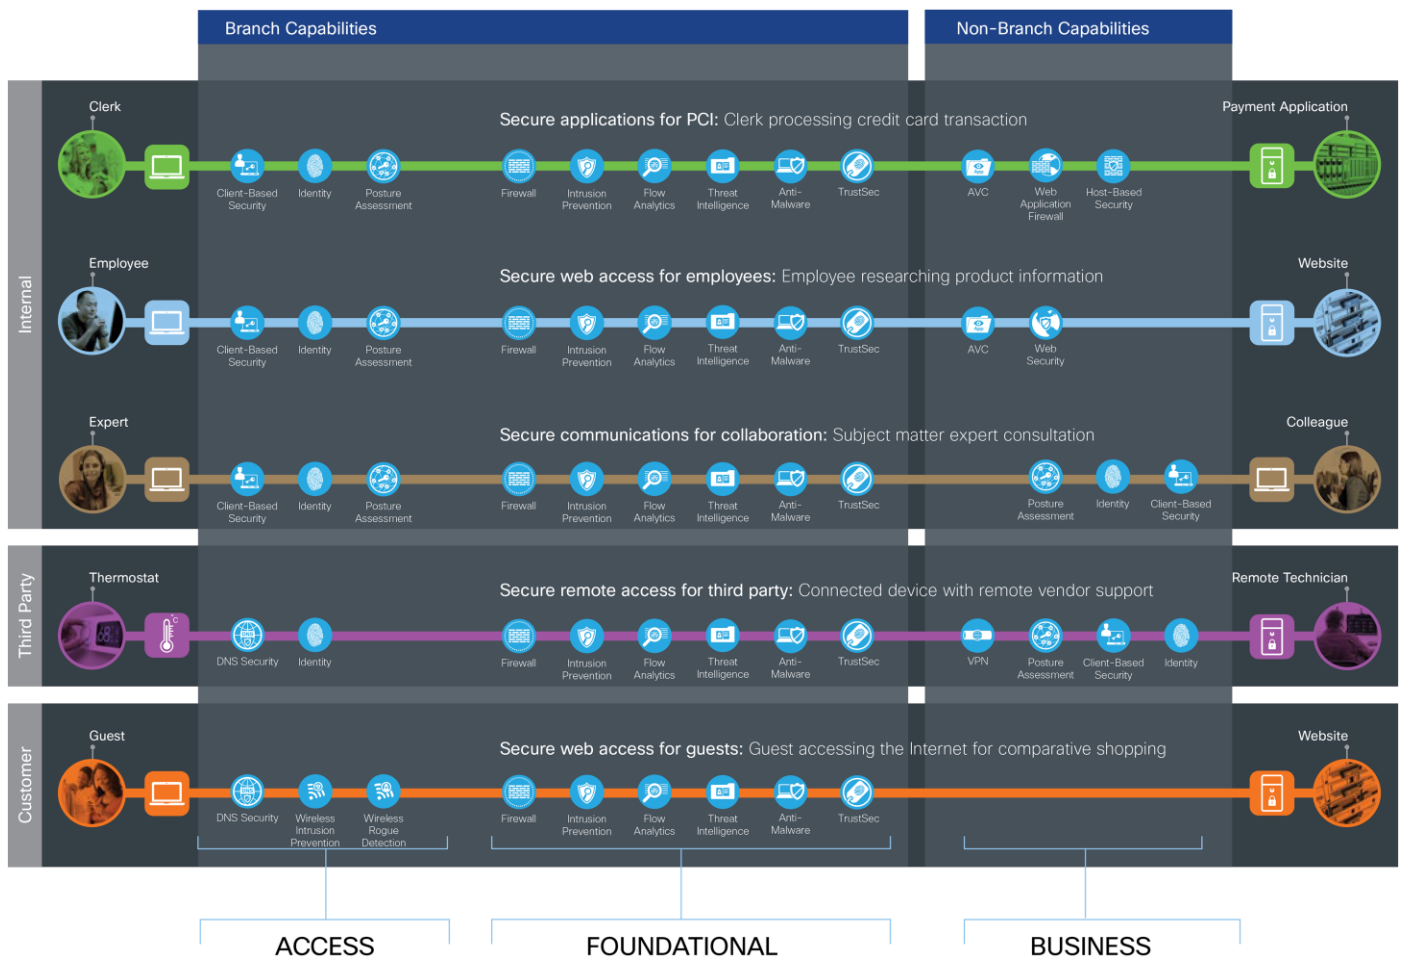 Branch Capabilities
Non-Branch Capabilities
Internal
Clerk
Secure applications for PCI: Clerk processing credit card transaction
Payment Application
Client-Based
Security
Identity
Posture
Assessment
Firewall
Intrusion
Prevention
Flow
Analytics
Threat
Intelligence
Anti-
Malware
TrustSec
AVC
Web
Application
Firewall
Host-Based
Security
Employee
Secure web access for employees: Employee researching product information
Website
Client-Based
Security
Identity
Posture
Assessment
Firewall
Intrusion
Prevention
Flow
Analytics
Threat
Intelligence
Anti-
Malware
TrustSec
AVC
Web
Security
Expert
Secure communications for collaboration: Subject matter expert consultation
Colleague
Client-Based
Security
Identity
Posture
Assessment
Firewall
Intrusion
Prevention
Flow
Analytics
Threat
Intelligence
Anti-
Malware
TrustSec
Posture
Assessment
Identity
Client-Based
Security
Third Party
Thermostat
Secure remote access for third party: Connected device with remote vendor support
Remote Technician
68
°C
DNS Security
Identity
Firewall
Intrusion
Prevention
Flow
Analytics
Threat
Intelligence
Anti-
Malware
TrustSec
VPN
Posture
Assessment
Client-Based
Security
Identity
Customer
Guest
Secure web access for guests: Guest accessing the Internet for comparative shopping
Website
DNS Security
Wireless
Intrusion
Prevention
Wireless
Rogue
Detection
Firewall
Intrusion
Prevention
Flow
Analytics
Threat
Intelligence
Anti-
Malware
TrustSec
ACCESS
FOUNDATIONAL
BUSINESS